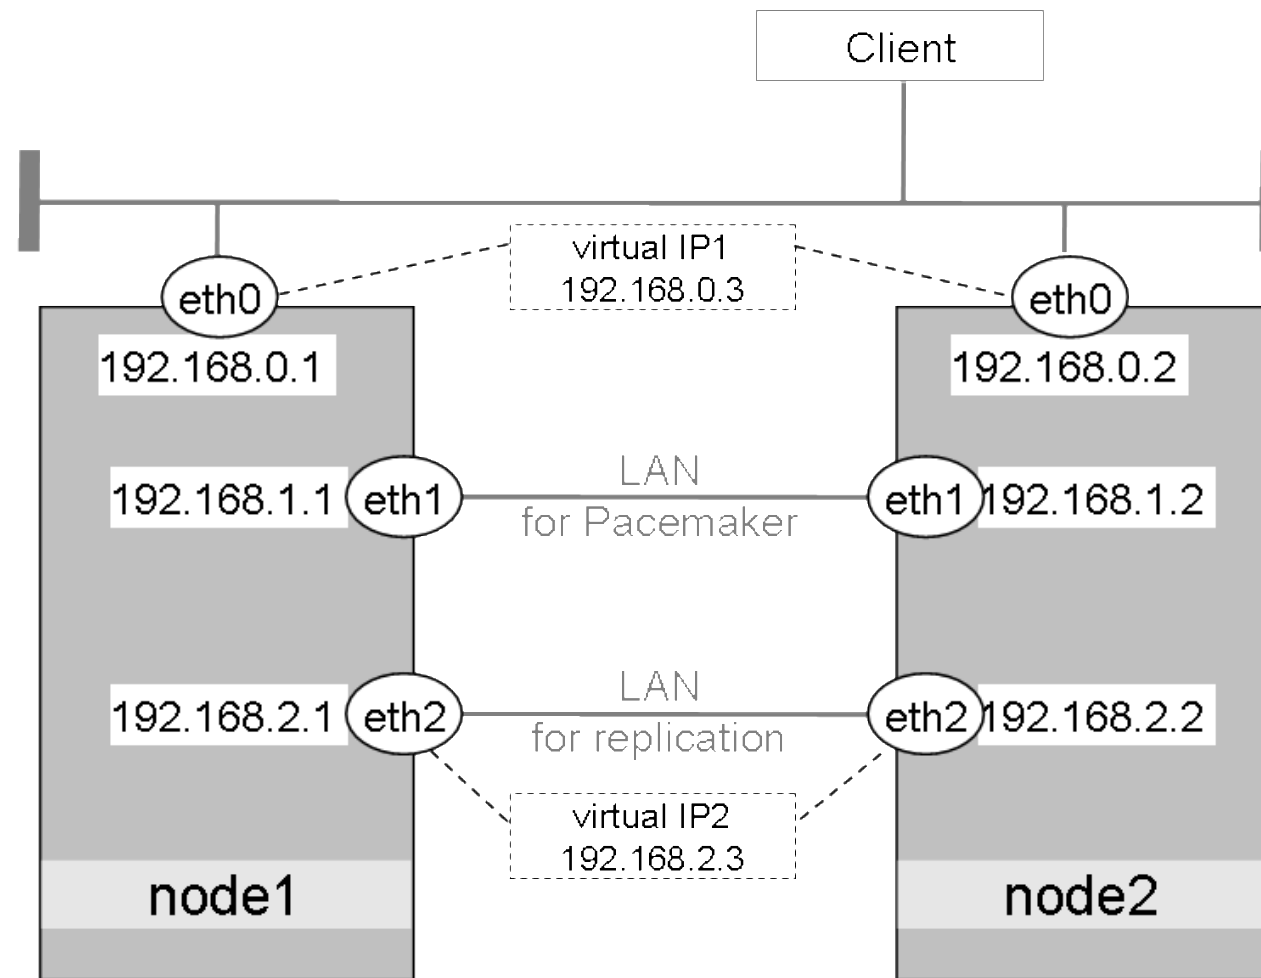 Client
virtual IP1
192.168.0.3
eth0
eth0
192.168.0.1
192.168.0.2
LAN
for Pacemaker
192.168.1.1
eth1
eth1
192.168.1.2
LAN
for replication
192.168.2.1
eth2
eth2
192.168.2.2
virtual IP2
192.168.2.3
node1
node2